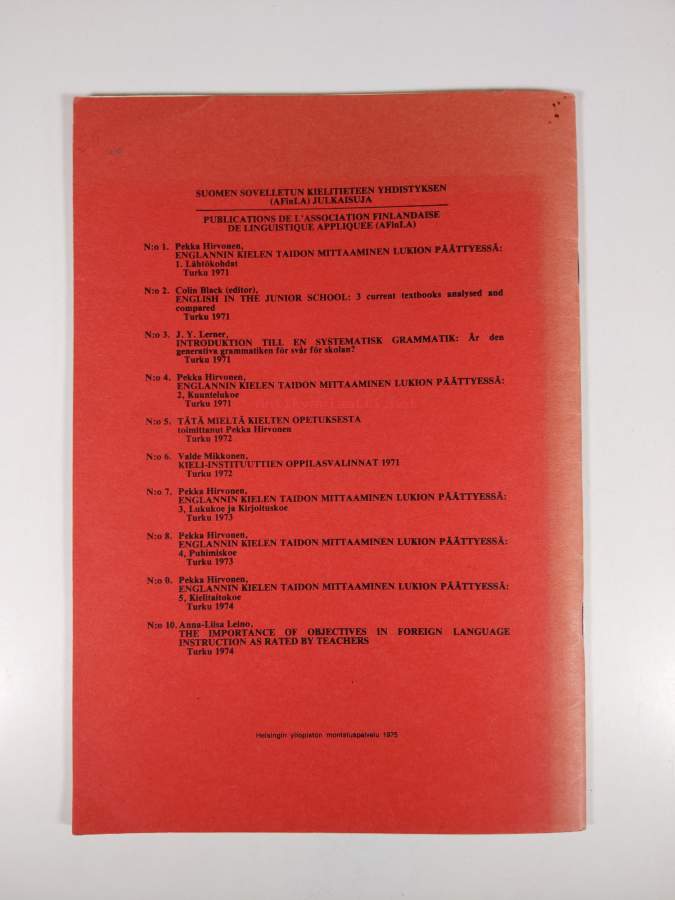 SUOMEN SOVELLETUN KIELITIETEEN YHDISTYKSEN
(AFinLA) JULKAISUJA
PUBLICATIONS DE L'ASSOCIATION FINLANDAISE
DE LINGUISTIQUE APPLIQUEE (AFinLA)
N:o 1. Pekka Hirvonen,
ENGLANNIN KIELEN TAIDON MITTAAMINEN LUKION PÄÄTTYESSÄ:
1. Lähtökohdat
Turku 1971
N:o 2. Colin Black (editor),
ENGLISH IN THE JUNIOR SCHOOL: 3 current textbooks analysed and
compared
Turku 1971
N:o 3. J. Y. Lerner,
INTRODUKTION TILL EN SYSTEMATISK GRAMMATIK: Är den
generativa grammatiken för svår för skolan?
Turku 1971
N:o 4. Pekka Hirvonen,
ENGLANNIN KIELEN TAIDON MITTAAMINEN LUKION PÄÄTTYESSÄ:
2, Kuuntelukoe
Turku 1971
N:o 5. TÄTÄ MIELTÄ KIELTEN OPETUKSESTA
toimittanut Pekka Hirvonen
Turku 1972
N:o 6. Valde Mikkonen,
KIELI-INSTITUUTTIEN OPPILASVALINNAT 1971
Turku 1972
N:o 7. Pekka Hirvonen,
ENGLANNIN KIELEN TAIDON MITTAAMINEN LUKION PÄÄTTYESSÄ:
3, Lukukoe ja Kirjoituskoe
Turku 1973
N:o 8. Pekka Hirvonen,
ENGLANNIN KIELEN TAIDON MITTAAMINEN LUKION PÄÄTTYESSÄ:
4, Puhimiskoe
Turku 1973
N:o 0. Pekka Hirvonen,
ENGLANNIN KIELEN TAIDON MITTAAMINEN LUKION PÄÄTTYESSÄ:
5, Kielitaitokoe
Turku 1974
N:o 10. Anna-Liisa Leino,
THE IMPORTANCE OF OBJECTIVES IN FOREIGN LANGUAGE
INSTRUCTION AS RATED BY TEACHERS
Turku 1974
Helsingin yliopiston monistuspalvelu 1975